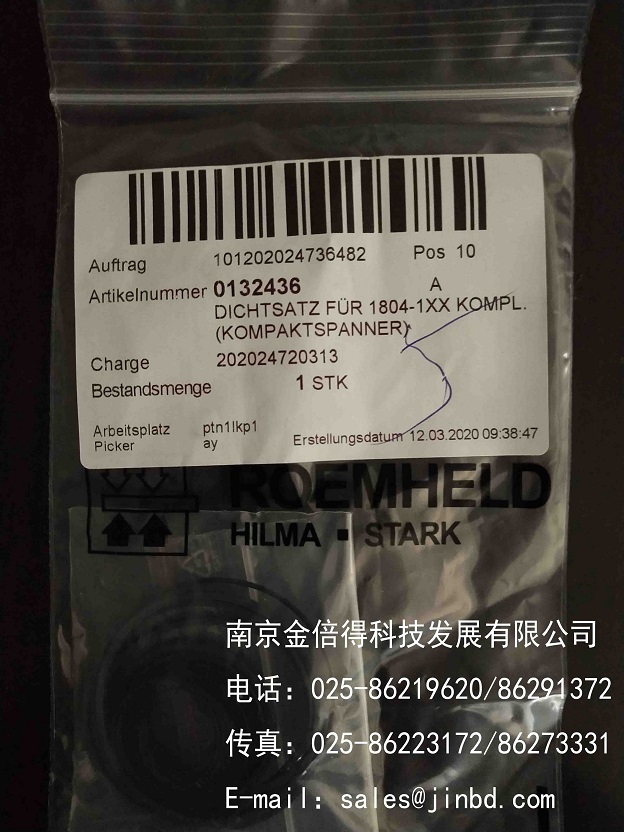 Auftrag 101202024736482 Pos 10
Artikelnummer 0132436 A
DICHTSATZ FÜR 1804-1XX KOMPL.
(KOMPAKTSPANNER)
Charge 202024720313
Bestandsmenge 1 STK
Arbeitsplatz ptn1lkp1
Picker ay
Erstellungsdatum 12.03.2020 09:38:47
ROEMHELD
HILMA ▪ STARK
南京金倍得科技发展有限公司
电话：025-86219620/86291372
传真：025-86223172/86273331
E-mail：sales@jinbd.com